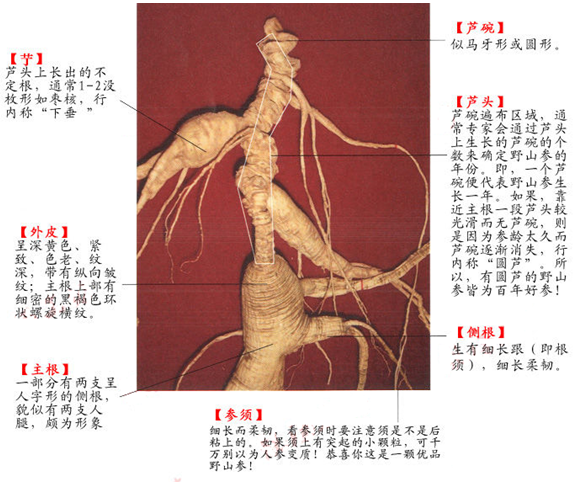 【芦碗】
似马牙形或圆形。
【艼】
芦头上长出的不
定根，通常1-2没
枚形如枣核，行
内称“下垂 ”
【芦头】
芦碗遍布区域，通
常专家会通过芦头
上生长的芦碗的个
数来确定野山参的
年份。即，一个芦
碗便代表野山参生
长一年。如果，靠
近主根一段芦头较
光滑而无芦碗，则
是因为参龄太久而
芦碗逐渐消失，行
内称“圆芦”。所
以，有圆芦的野山
参皆为百年好参！
【外皮】
呈深黄色、紧
致、色老、纹
深，带有纵向皱
纹；主根上部有
细密的黑褐色环
状螺旋横纹。
【侧根】
生有细长跟（即根
须），细长柔韧。
【主根】
一部分有两支呈
人字形的侧根，
貌似有两支人
腿，颇为形象
【参须】
细长而柔韧，看参须时要注意须是不是后
粘上的。如果须上有突起的小颗粒，可千
万别以为人参变质！恭喜你这是一颗优品
野山参！